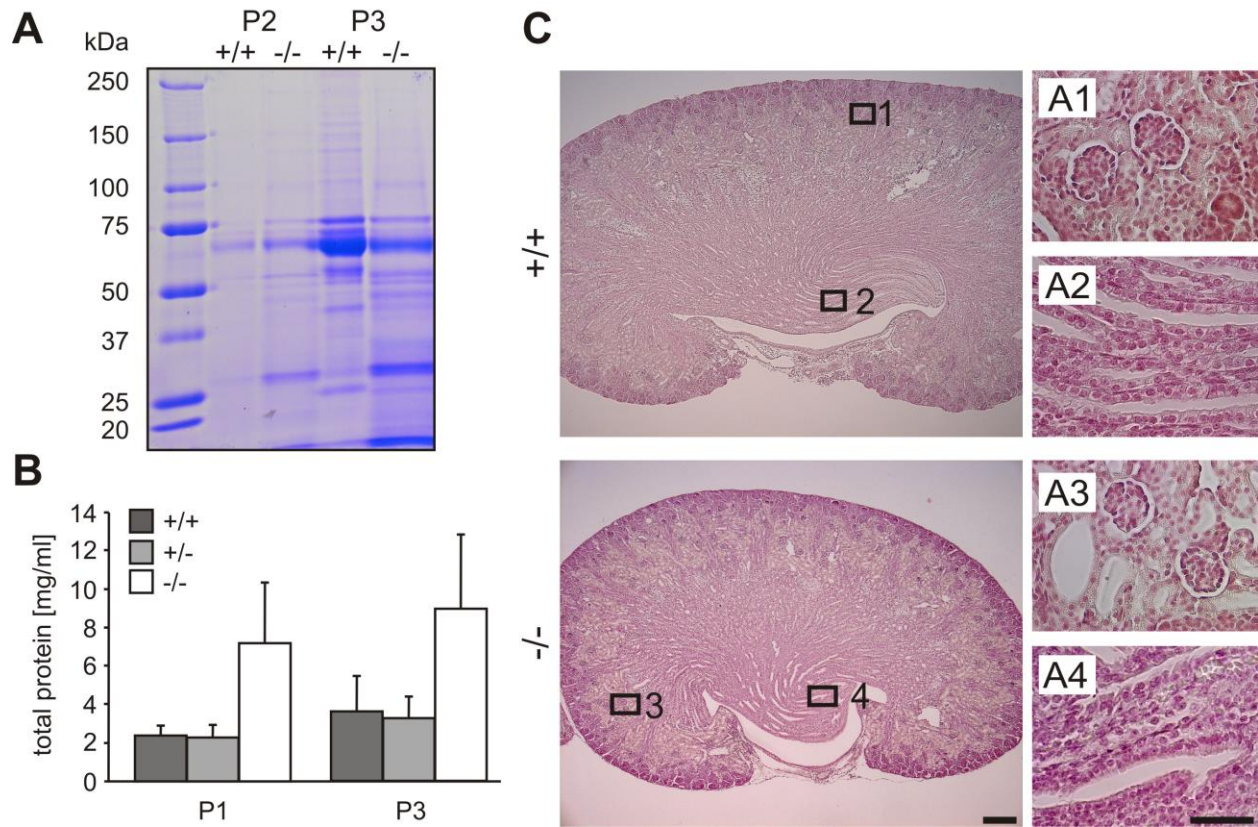 A
kDa
P2 P3
+/+ -/- +/+ -/-
250
150
100
75
50
37
25
20
B
14
12
10
8
6
4
2
0
total protein [mg/ml]
+/+
+/-
-/-
P1 P3
C
+/+
1
2
A1
A2
-/-
3
4
A3
A4